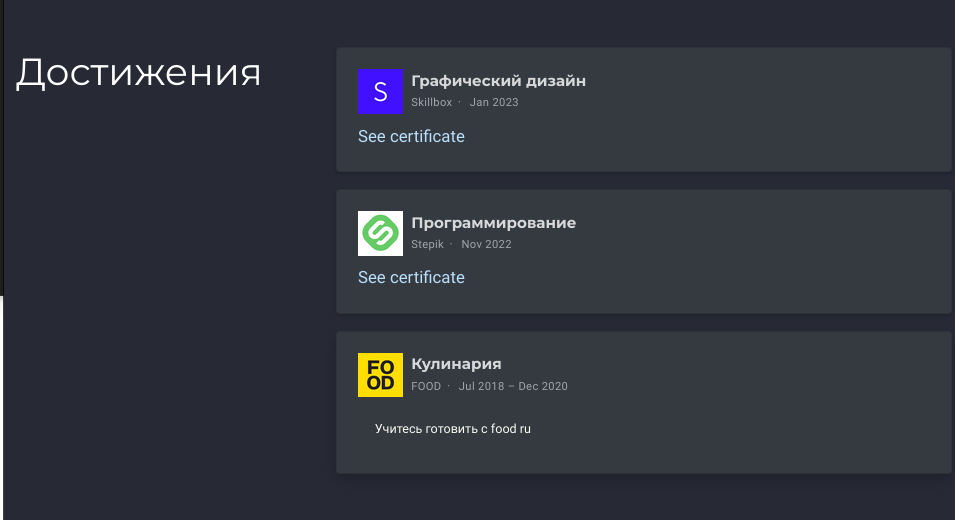 Достижения
S
Графический дизайн
Skillbox · Jan 2023
See certificate
Программирование
Stepik · Nov 2022
See certificate
FO
OD
Кулинария
FOOD · Jul 2018 – Dec 2020
Учитесь готовить с food ru